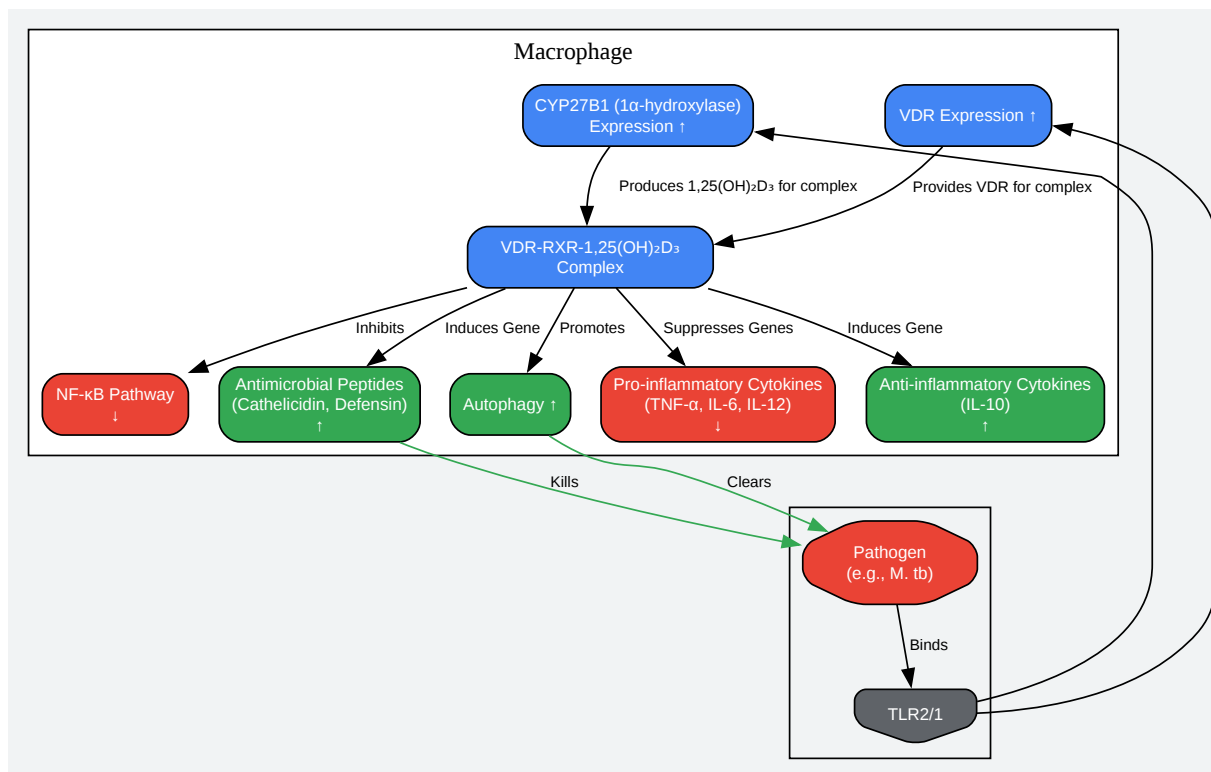 Macrophage
CYP27B1 (1α-hydroxylase)
Expression ↑
VDR Expression ↑
Produces 1,25(OH)₂D₃ for complex
Provides VDR for complex
VDR-RXR-1,25(OH)₂D₃
Complex
Inhibits
Induces Gene
Promotes
Suppresses Genes
Induces Gene
NF-κB Pathway
↓
Antimicrobial Peptides
(Cathelicidin, Defensin)
↑
Autophagy ↑
Pro-inflammatory Cytokines
(TNF-α, IL-6, IL-12)
↓
Anti-inflammatory Cytokines
(IL-10)
↑
Kills
Clears
Pathogen
(e.g., M. tb)
Binds
TLR2/1